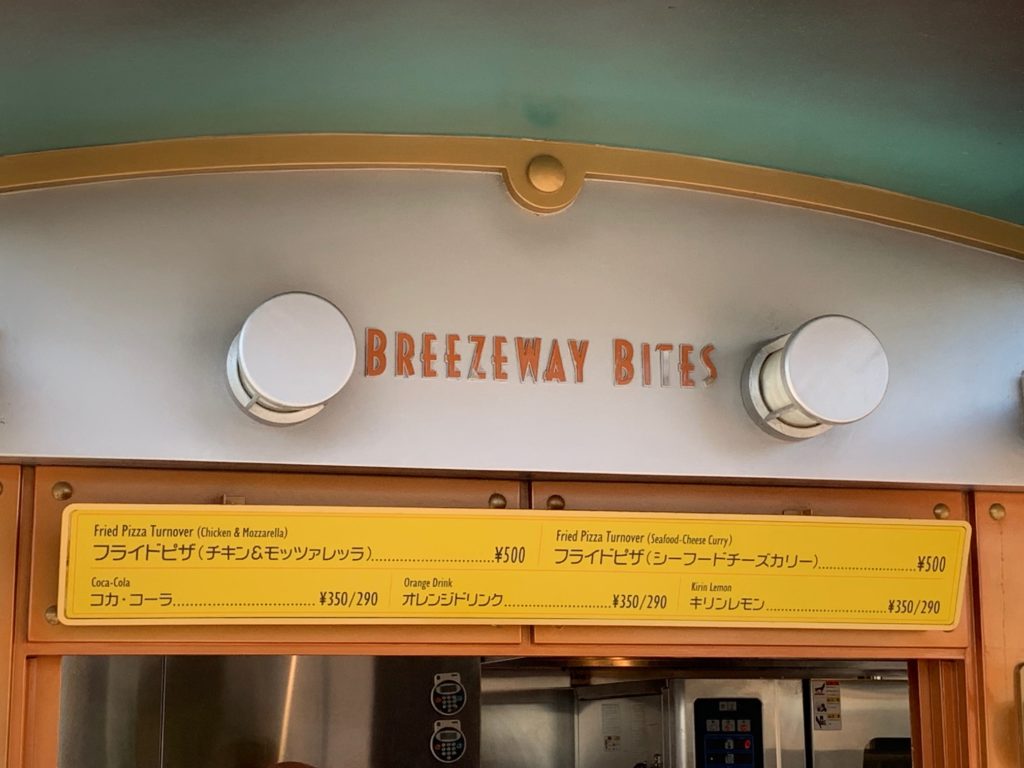 BREEZEWAY BITES
Fried Pizza Turnover (Chicken & Mozzarella)
フライドピザ(チキン&モッツァレッラ)..............................¥500
Fried Pizza Turnover (Seafood-Cheese Curry)
フライドピザ(シーフードチーズカリー)........................¥500
Coca-Cola
コカ・コーラ...................................¥350/290
Orange Drink
オレンジドリンク..........................¥350/290
Kirin Lemon
キリンレモン..............................¥350/290